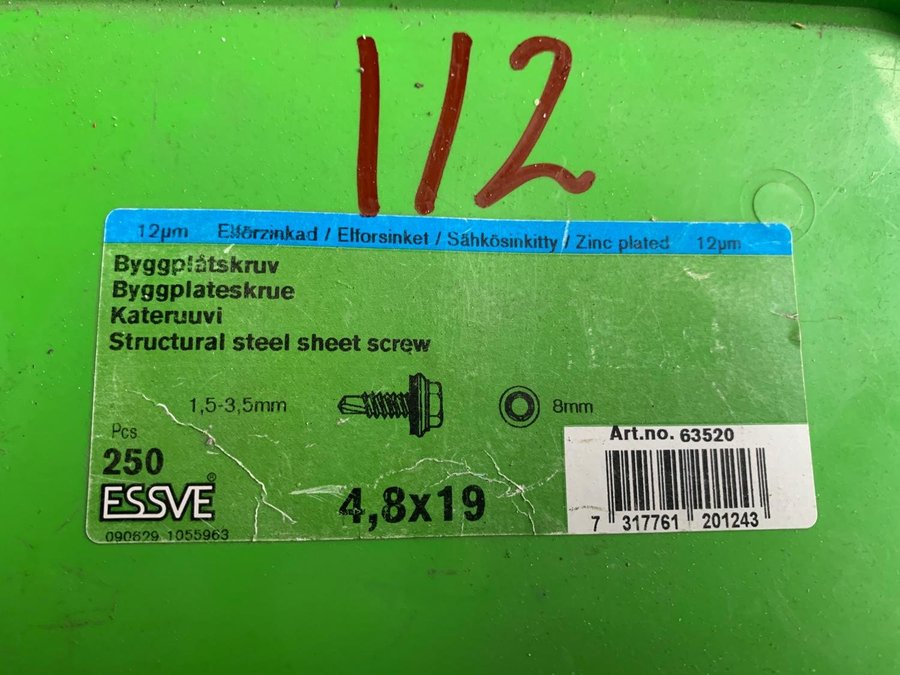 112
12µm Elförzinkad / Elforsinket / Sähkösinkitty / Zinc plated 12µm
Byggplåtskruv
Byggplateskrue
Kateruuvi
Structural steel sheet screw
1,5-3,5mm 8mm
Pcs.
250
ESSVE®
4,8x19
090629 1055963
Art.no. 63520
7 317761 201243